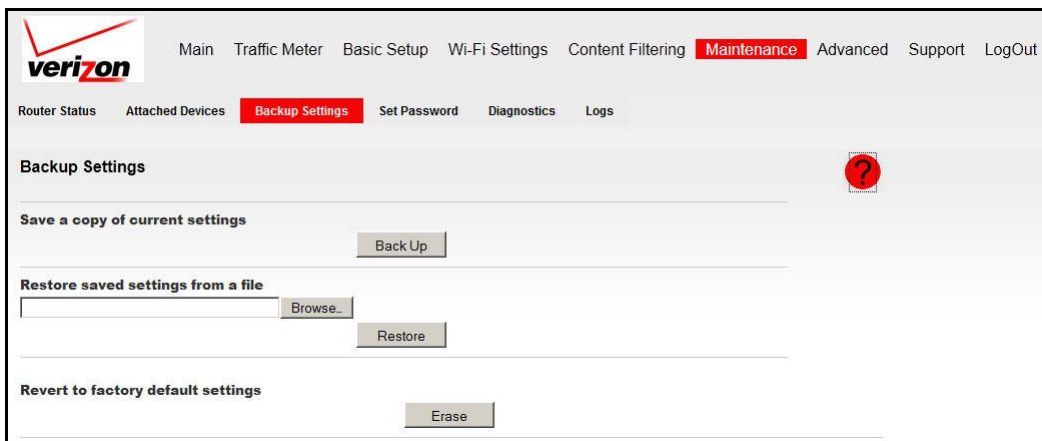 verizon
Main Traffic Meter Basic Setup Wi-Fi Settings Content Filtering Maintenance Advanced Support LogOut
Router Status Attached Devices Backup Settings Set Password Diagnostics Logs
Backup Settings ?
Save a copy of current settings
Back Up
Restore saved settings from a file
Browse...
Restore
Revert to factory default settings
Erase